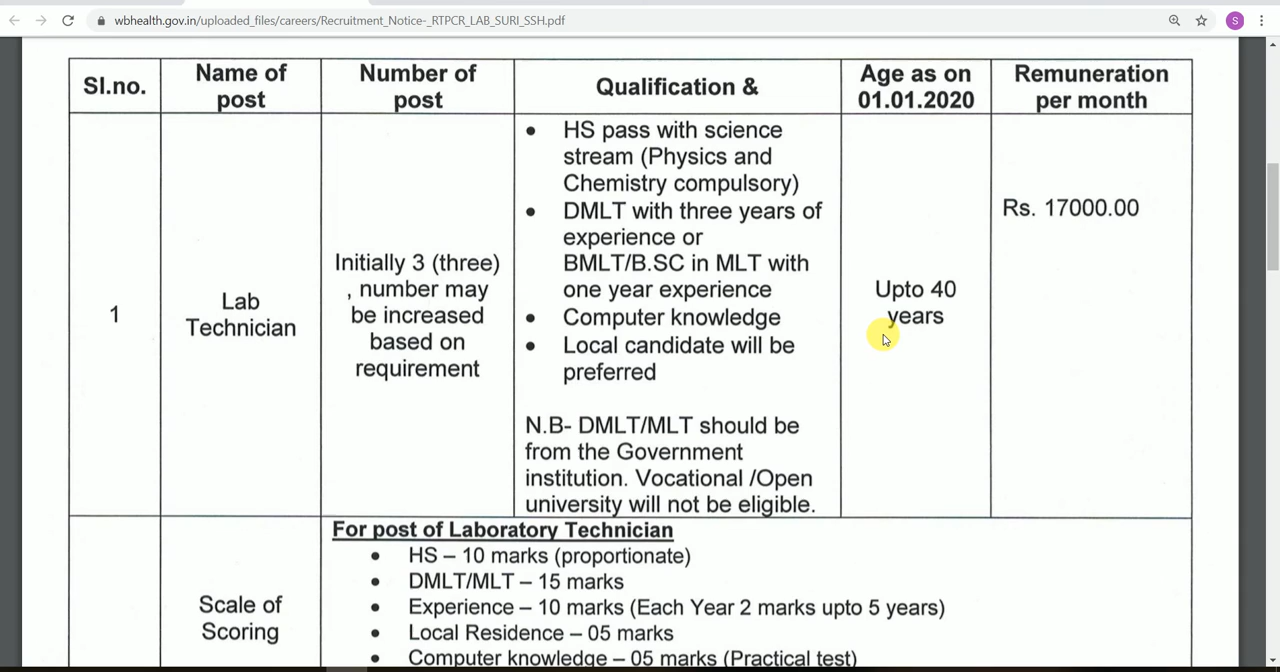 wbhealth.gov.in/uploaded_files/careers/Recruitment_Notice-_RTPCR_LAB_SURI_SSH.pdf
S
Sl.no.
Name of
post
Number of
post
Qualification &
Age as on
01.01.2020
Remuneration
per month
1
Lab
Technician
Initially 3 (three)
, number may
be increased
based on
requirement
• HS pass with science
stream (Physics and
Chemistry compulsory)
• DMLT with three years of
experience or
BMLT/B.SC in MLT with
one year experience
• Computer knowledge
• Local candidate will be
preferred
N.B- DMLT/MLT should be
from the Government
institution. Vocational /Open
university will not be eligible.
Upto 40
years
Rs. 17000.00
Scale of
Scoring
For post of Laboratory Technician
• HS – 10 marks (proportionate)
• DMLT/MLT – 15 marks
• Experience – 10 marks (Each Year 2 marks upto 5 years)
• Local Residence – 05 marks
• Computer knowledge – 05 marks (Practical test)